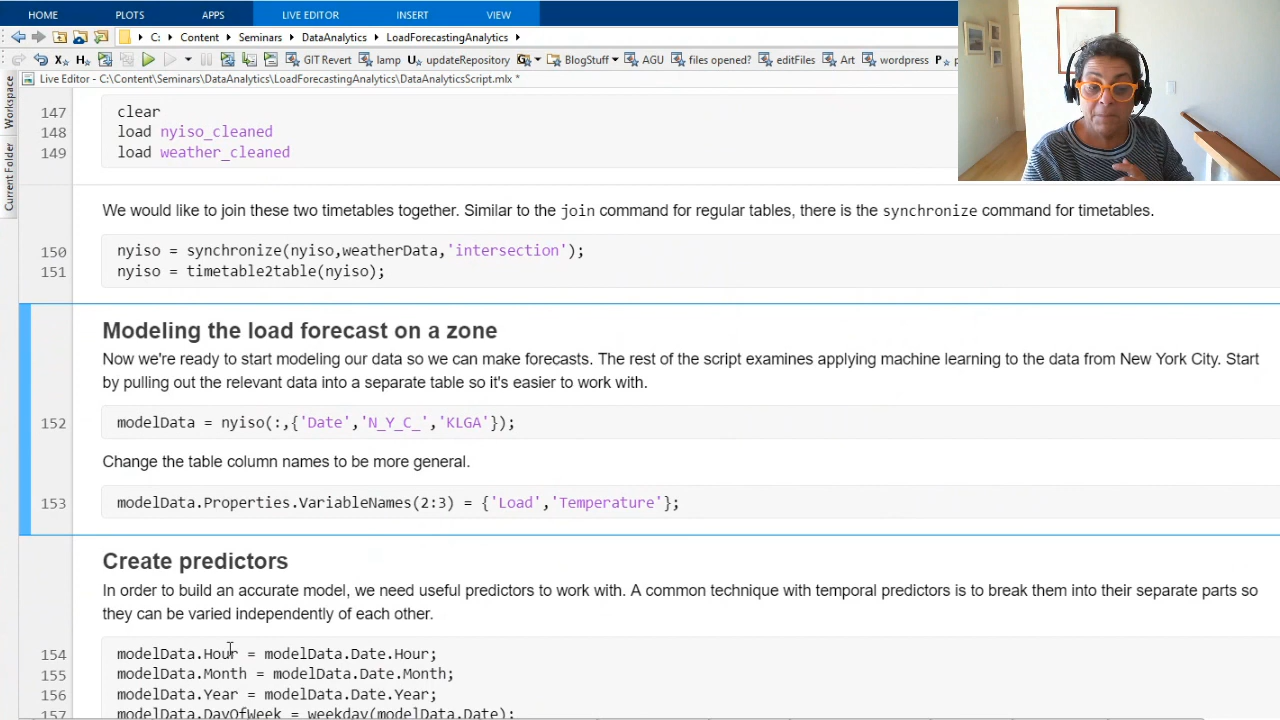 HOME PLOTS APPS LIVE EDITOR INSERT VIEW
C: Content Seminars DataAnalytics LoadForecastingAnalytics
GIT Revert lamp updateRepository BlogStuff AGU files opened? editFiles Art wordpress
Live Editor - C:\Content\Seminars\DataAnalytics\LoadForecastingAnalytics\DataAnalyticsScript.mlx *
Workspace
Current Folder
147 clear
148 load nyiso_cleaned
149 load weather_cleaned
We would like to join these two timetables together. Similar to the join command for regular tables, there is the synchronize command for timetables.
150 nyiso = synchronize(nyiso,weatherData,'intersection');
151 nyiso = timetable2table(nyiso);
Modeling the load forecast on a zone
Now we're ready to start modeling our data so we can make forecasts. The rest of the script examines applying machine learning to the data from New York City. Start
by pulling out the relevant data into a separate table so it's easier to work with.
152 modelData = nyiso(:,{'Date','N_Y_C_','KLGA'});
Change the table column names to be more general.
153 modelData.Properties.VariableNames(2:3) = {'Load','Temperature'};
Create predictors
In order to build an accurate model, we need useful predictors to work with. A common technique with temporal predictors is to break them into their separate parts so
they can be varied independently of each other.
154 modelData.Hour = modelData.Date.Hour;
155 modelData.Month = modelData.Date.Month;
156 modelData.Year = modelData.Date.Year;
157 modelData.DayOfWeek = weekday(modelData.Date);